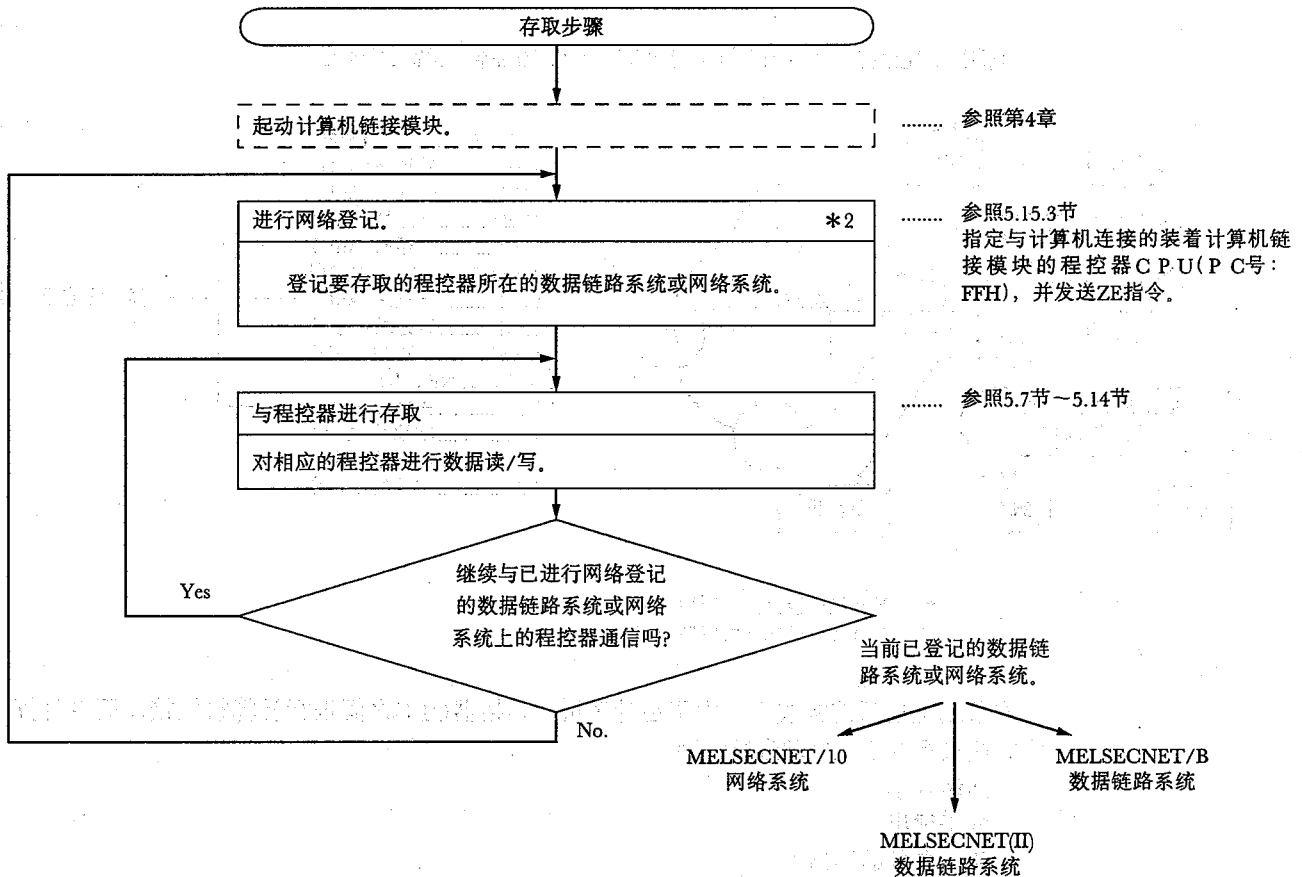 存取步骤
起动计算机链接模块。
........ 参照第4章
进行网络登记。 *2
登记要存取的程控器所在的数据链路系统或网络系统。
........ 参照5.15.3节
指定与计算机连接的装着计算机链
接模块的程控器C P U(P C号:
FFH)，并发送ZE指令。
与程控器进行存取
........ 参照5.7节～5.14节
对相应的程控器进行数据读/写。
继续与已进行网络登记
的数据链路系统或网络
系统上的程控器通信吗?
Yes
No.
当前已登记的数据链
路系统或网络系统。
MELSECNET/10
网络系统
MELSECNET/B
数据链路系统
MELSECNET(II)
数据链路系统